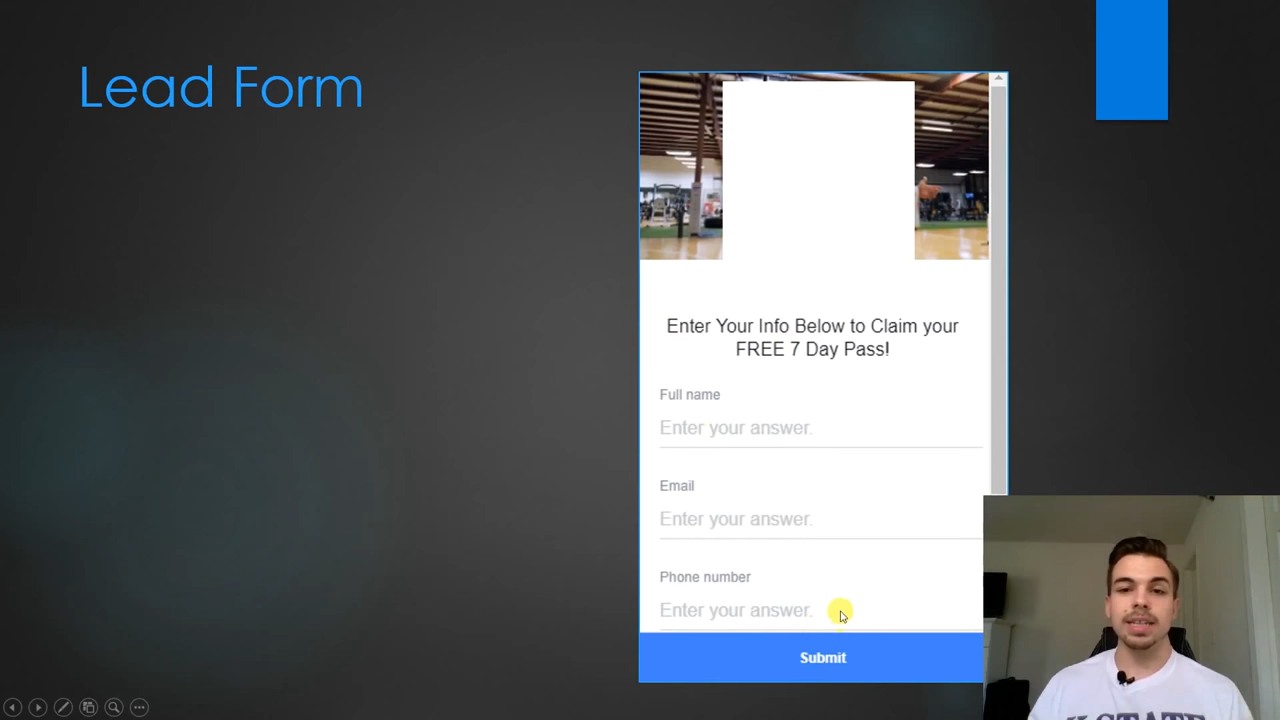 Lead Form
Enter Your Info Below to Claim your
FREE 7 Day Pass!
Full name
Enter your answer.
Email
Enter your answer.
Phone number
Enter your answer.
Submit